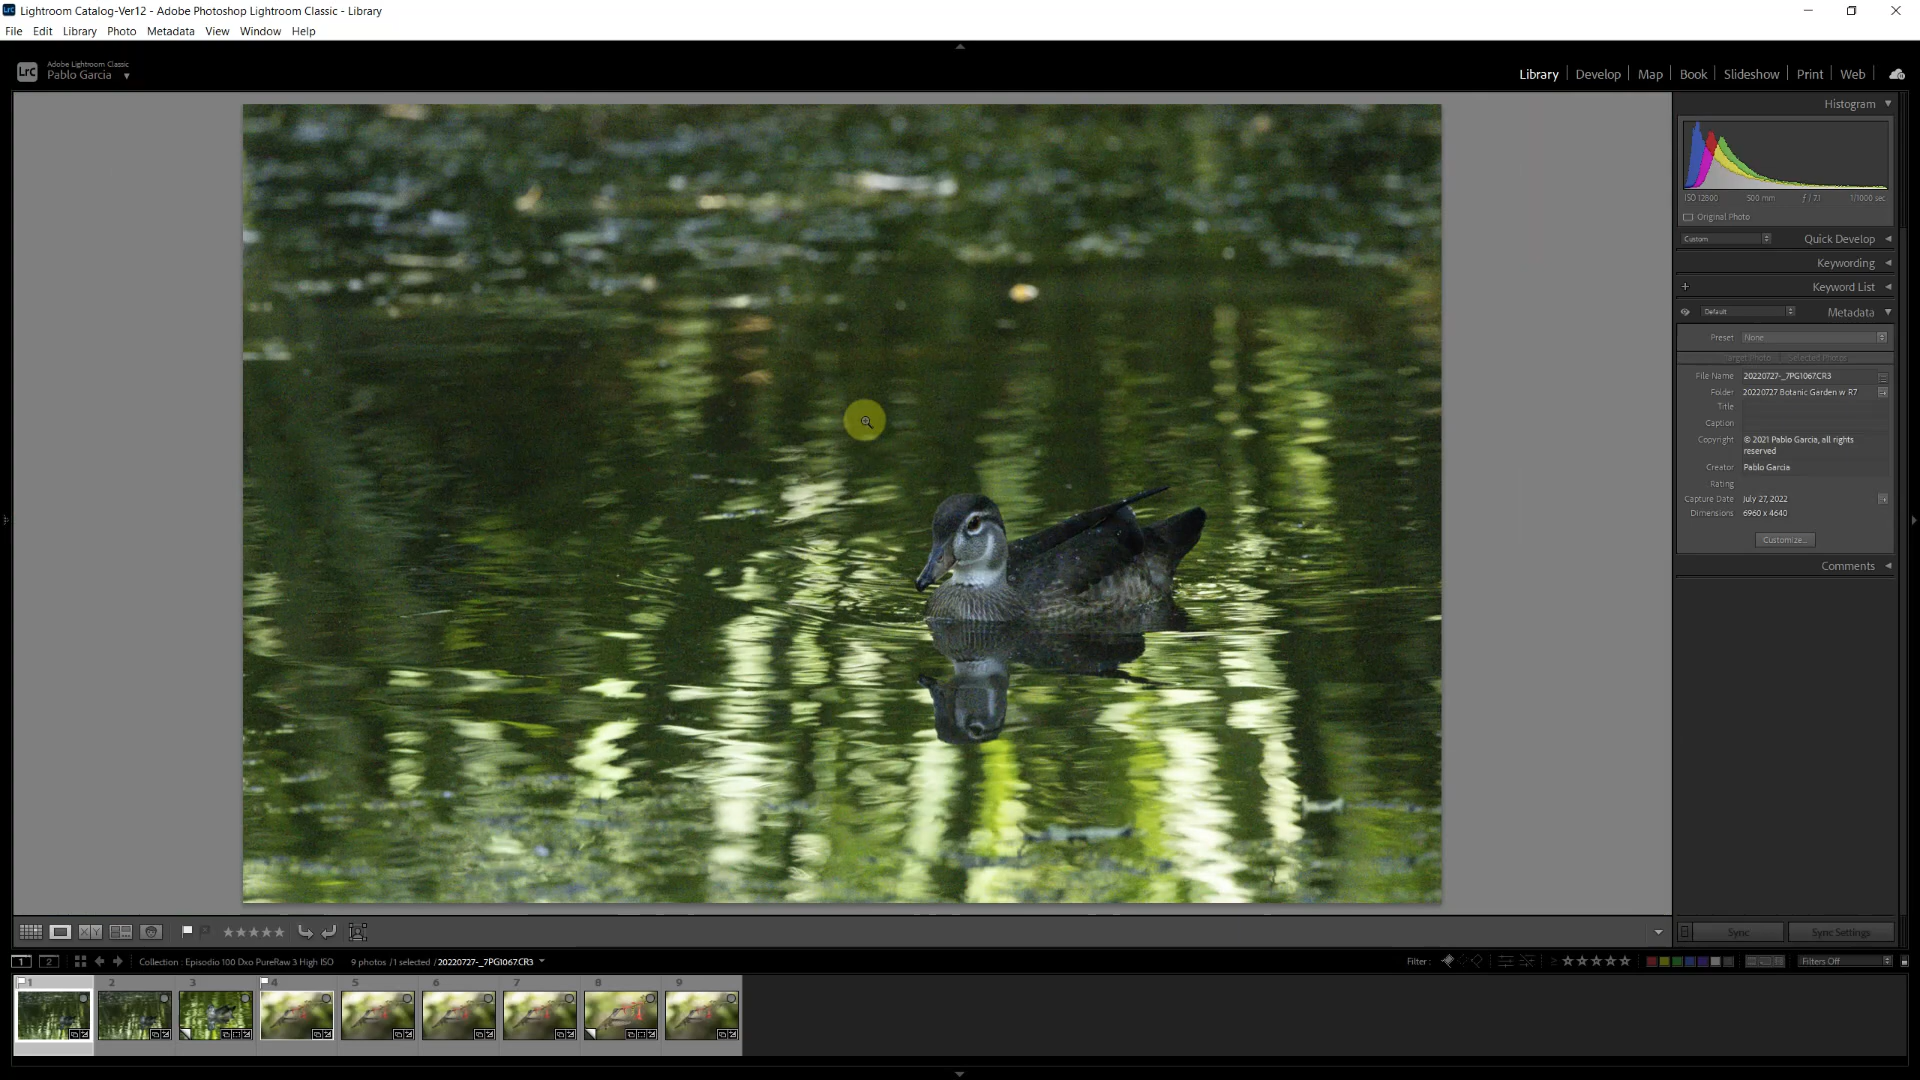 Lightroom Catalog-Ver12 - Adobe Photoshop Lightroom Classic - Library
File Edit Library Photo Metadata View Window Help
LrC
Adobe Lightroom Classic
Pablo Garcia
Library Develop Map Book Slideshow Print Web
Histogram
ISO 12800 500 mm f / 7.1 1/1000 sec
Original Photo
Custom Quick Develop
Keywording
+ Keyword List
Default Metadata
Preset None
Target Photo Selected Photos
File Name 20220727-_7PG1067.CR3
Folder 20220727 Botanic Garden w R7
Title
Caption
Copyright © 2021 Pablo Garcia, all rights
reserved
Creator Pablo Garcia
Rating
Capture Date July 27, 2022
Dimensions 6960 x 4640
Customize...
Comments
XY
Sync Sync Settings
1 2 Collection : Episodio 100 Dxo PureRaw 3 High ISO 9 photos / 1 selected / 20220727-_7PG1067.CR3 Filter : Filters Off
1 2 3 4 5 6 7 8 9